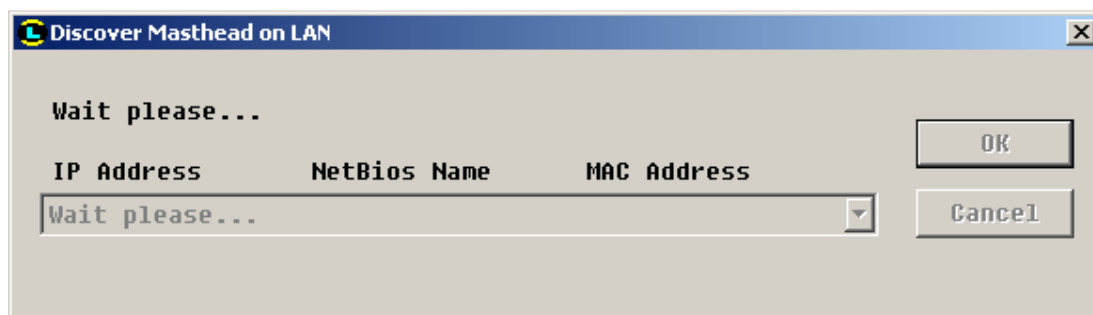 Discover Masthead on LAN
Wait please...
IP Address NetBios Name MAC Address
Wait please...
OK
Cancel